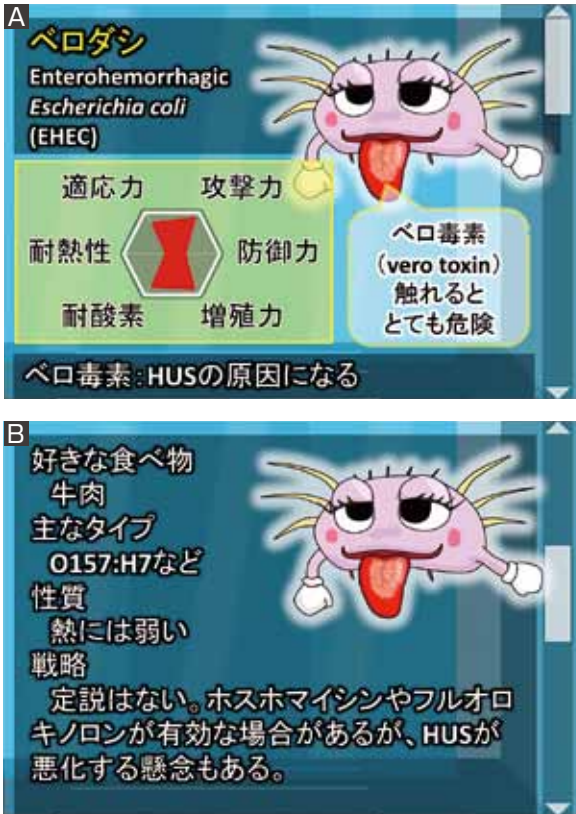 A
ベロダシ
Enterohemorrhagic
Escherichia coli
(EHEC)
適応力 攻撃力
耐熱性 防御力
耐酸素 増殖力
ベロ毒素
(vero toxin)
触れると
とても危険
ベロ毒素:HUSの原因になる
B
好きな食べ物
牛肉
主なタイプ
O157:H7など
性質
熱には弱い
戦略
定説はない。ホスホマイシンやフルオロ
キノロンが有効な場合があるが、HUSが
悪化する懸念もある。